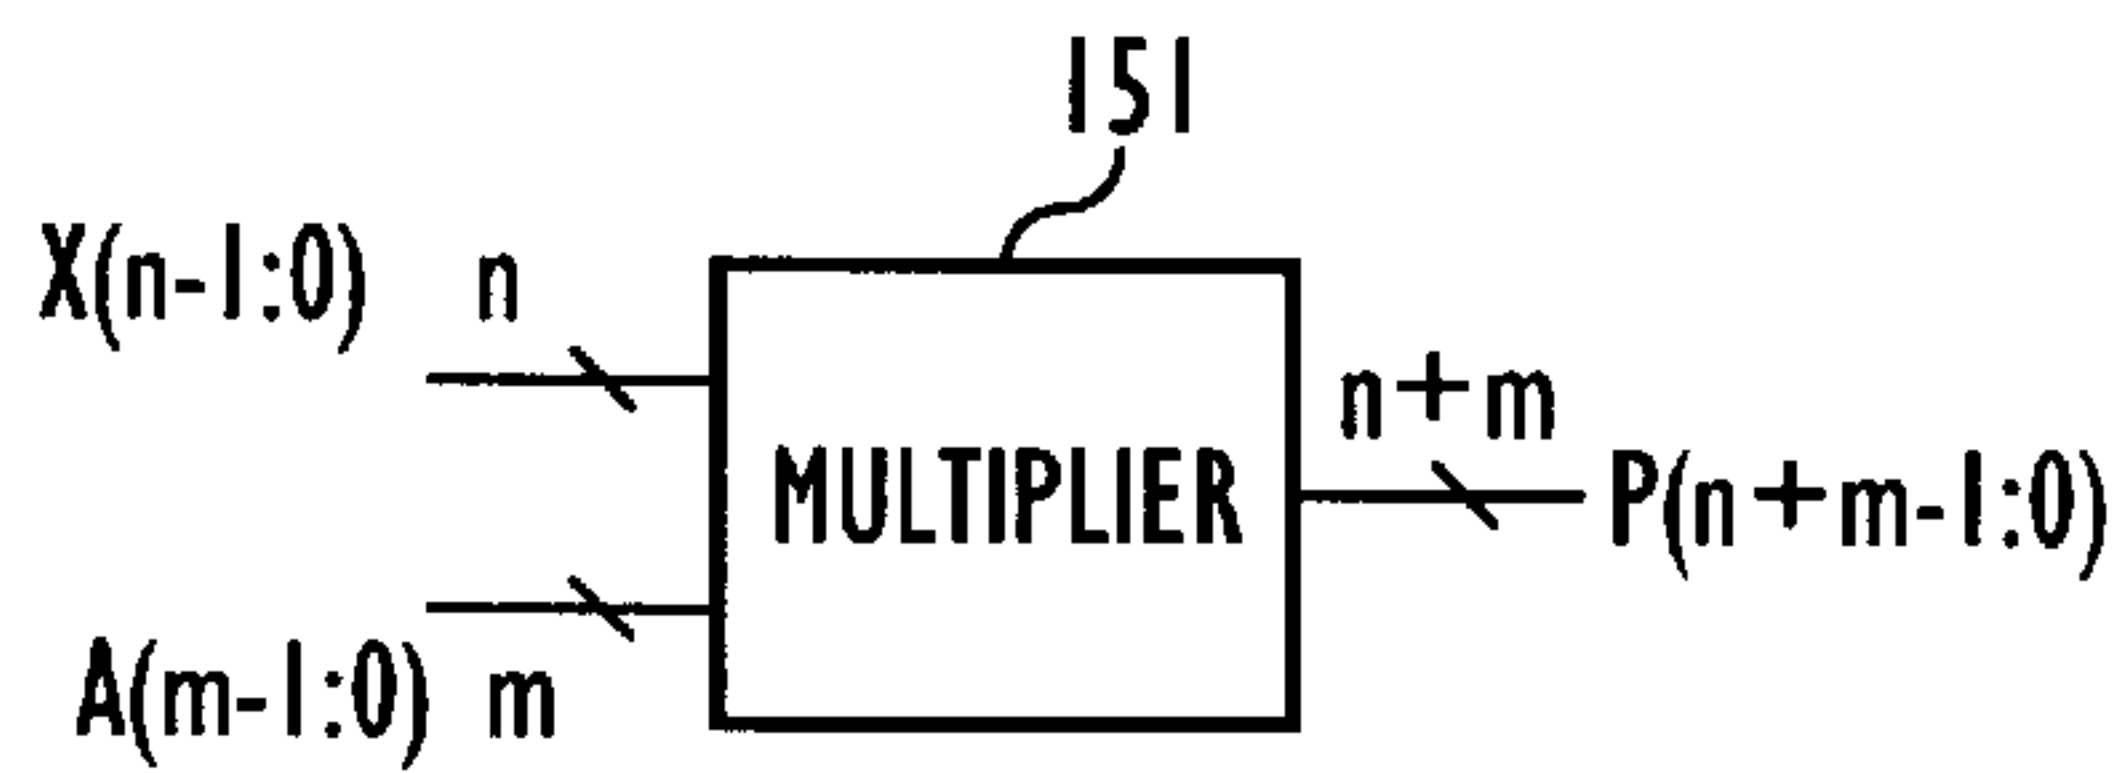 151
X(n-1:0) n
n+m
MULTIPLIER
P(n+m-1:0)
A(m-1:0) m